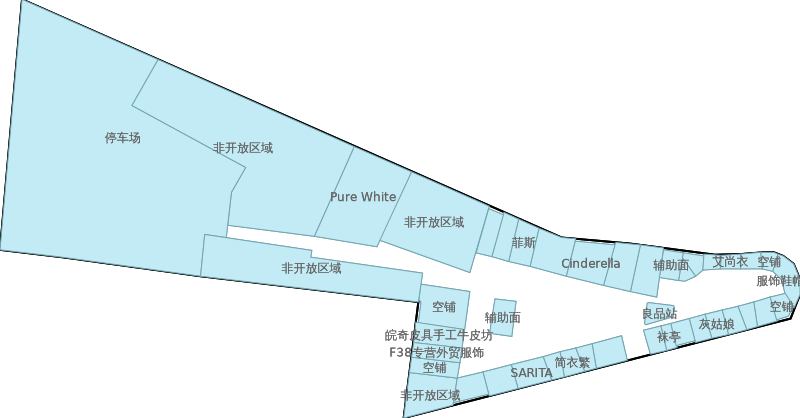 停车场
非开放区域
Pure White
非开放区域
菲斯
Cinderella
辅助面
艾尚衣
空铺
非开放区域
服饰鞋帽
空铺
空铺
辅助面
良品站
灰姑娘
袜亭
皖奇皮具手工牛皮坊
F38专营外贸服饰
空铺
简衣繁
SARITA
非开放区域